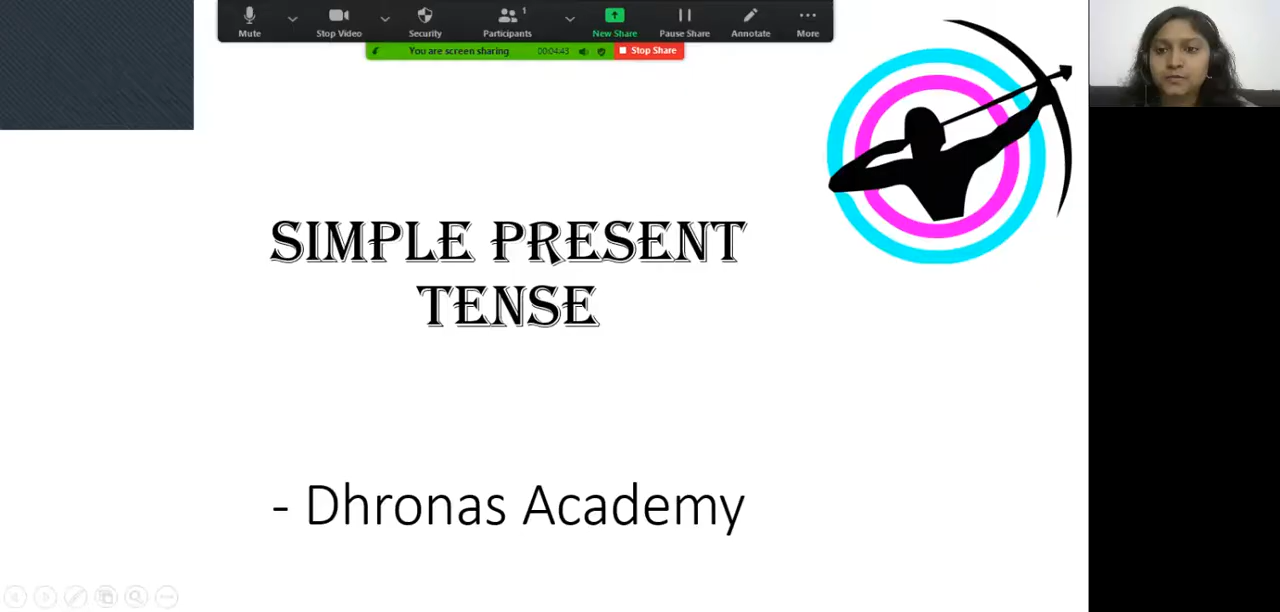 Mute
Stop Video
Security
1
Participants
New Share
Pause Share
Annotate
More
You are screen sharing
00:04:43
Stop Share
SIMPLE PRESENT
TENSE
- Dhronas Academy